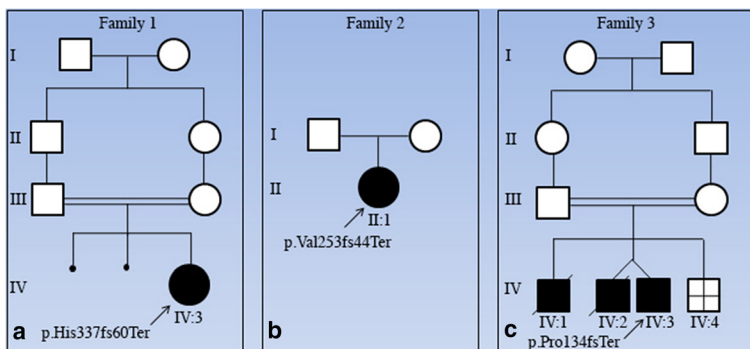 Family 1
I
II
III
IV
IV:3
p.His337fs60Ter
a
Family 2
I
II
II:1
p.Val253fs44Ter
b
Family 3
I
II
III
IV
IV:1 IV:2 IV:3 IV:4
p.Pro134fsTer
c